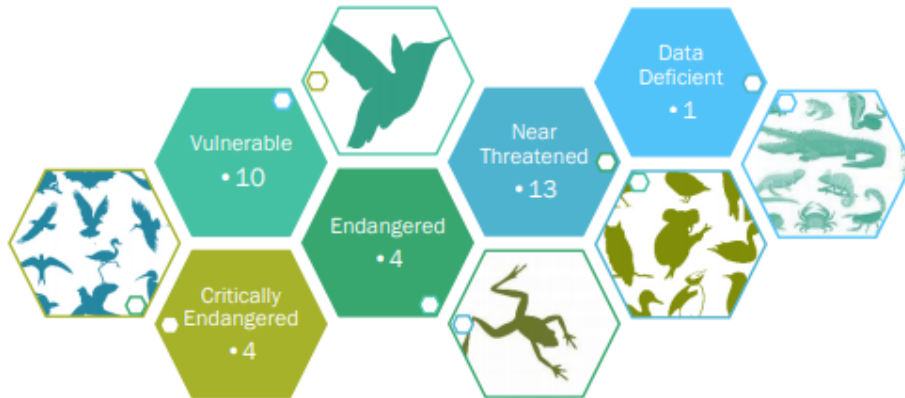 Data
Deficient
• 1
Vulnerable
• 10
Near
Threatened
• 13
Endangered
• 4
Critically
Endangered
• 4